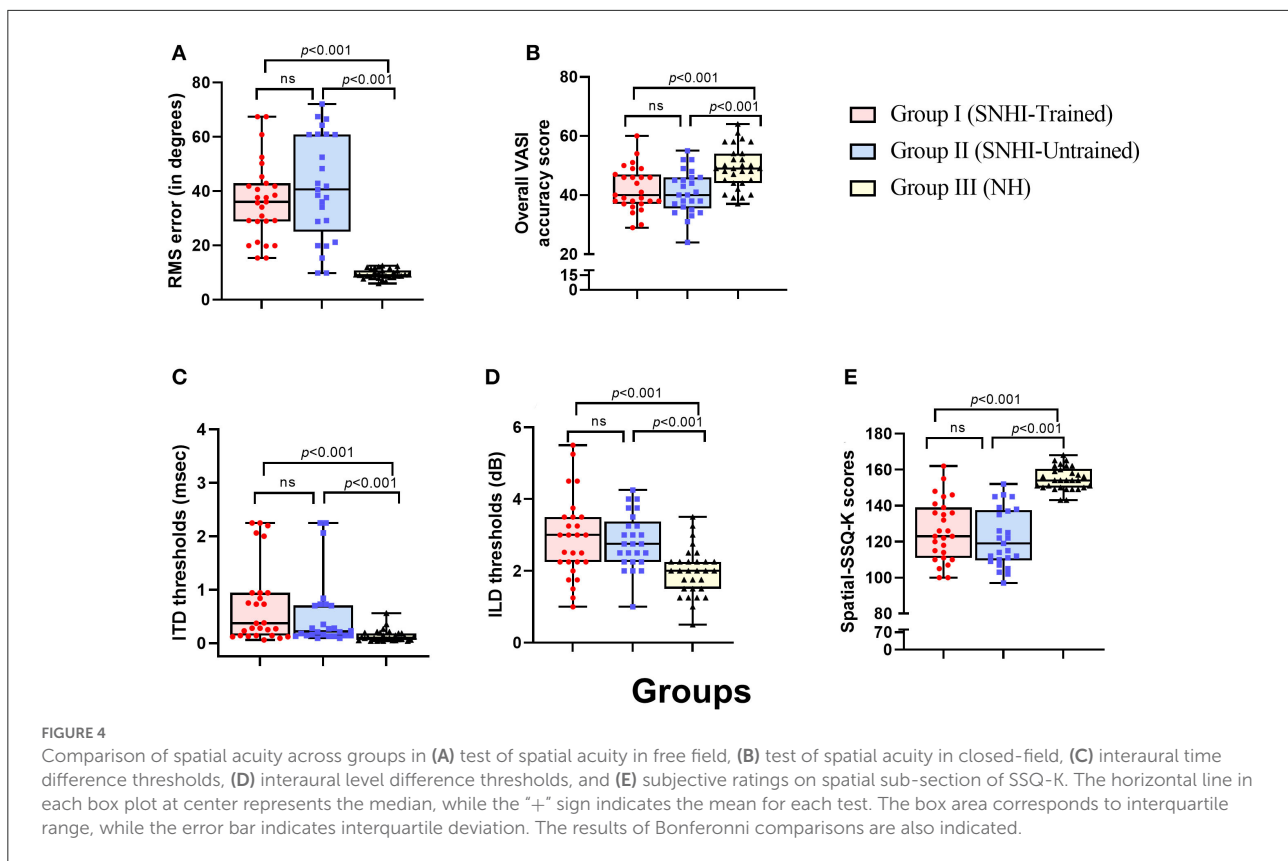 A
p<0.001
ns
p<0.001
RMS error (in degrees)
80
60
40
20
0
B
p<0.001
ns
p<0.001
Overall VASI
accuracy score
80
60
40
20
15
0
Group I (SNHI-Trained)
Group II (SNHI-Untrained)
Group III (NH)
C
p<0.001
ns
p<0.001
ITD thresholds (msec)
4
3
2
1
0
D
p<0.001
ns
p<0.001
ILD thresholds (dB)
6
4
2
0
E
p<0.001
ns
p<0.001
Spatial-SSQ-K scores
180
160
140
120
100
80
70
0
Groups
FIGURE 4
Comparison of spatial acuity across groups in (A) test of spatial acuity in free field, (B) test of spatial acuity in closed-field, (C) interaural time
difference thresholds, (D) interaural level difference thresholds, and (E) subjective ratings on spatial sub-section of SSQ-K. The horizontal line in
each box plot at center represents the median, while the "+" sign indicates the mean for each test. The box area corresponds to interquartile
range, while the error bar indicates interquartile deviation. The results of Bonferonni comparisons are also indicated.